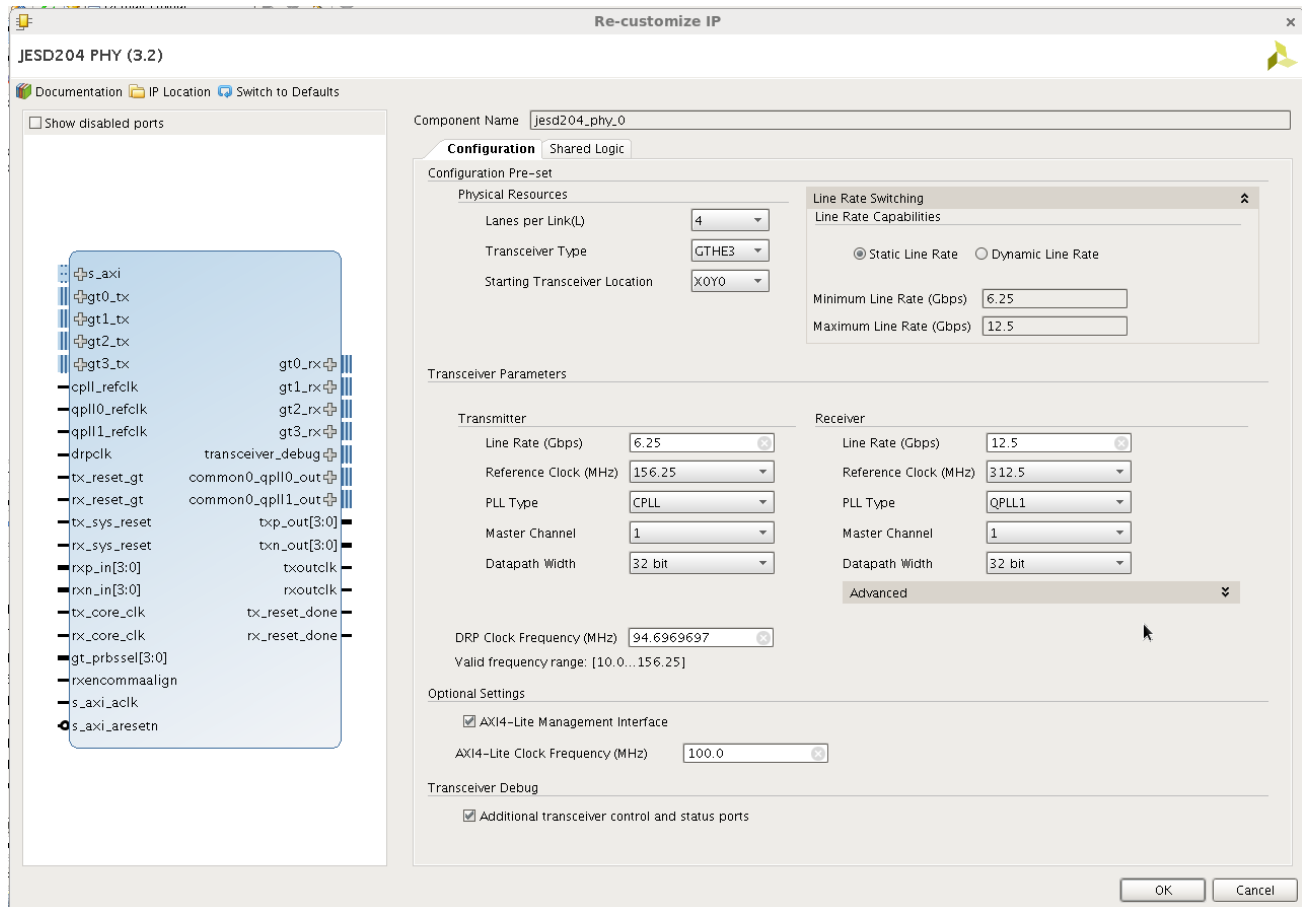 Re-customize IP
JESD204 PHY (3.2)
Documentation IP Location Switch to Defaults
Show disabled ports
s_axi
gt0_tx
gt1_tx
gt2_tx
gt3_tx gt0_rx
cpll_refclk gt1_rx
qpll0_refclk gt2_rx
qpll1_refclk gt3_rx
drpclk transceiver_debug
tx_reset_gt common0_qpll0_out
rx_reset_gt common0_qpll1_out
tx_sys_reset txp_out[3:0]
rx_sys_reset txn_out[3:0]
rxp_in[3:0] txoutclk
rxn_in[3:0] rxoutclk
tx_core_clk tx_reset_done
rx_core_clk rx_reset_done
gt_prbssel[3:0]
rxencommaalign
s_axi_aclk
s_axi_aresetn
Component Name jesd204_phy_0
Configuration Shared Logic
Configuration Pre-set
Physical Resources
Lanes per Link(L) 4
Transceiver Type GTHE3
Starting Transceiver Location X0Y0
Line Rate Switching
Line Rate Capabilities
Static Line Rate Dynamic Line Rate
Minimum Line Rate (Gbps) 6.25
Maximum Line Rate (Gbps) 12.5
Transceiver Parameters
Transmitter
Line Rate (Gbps) 6.25
Reference Clock (MHz) 156.25
PLL Type CPLL
Master Channel 1
Datapath Width 32 bit
Receiver
Line Rate (Gbps) 12.5
Reference Clock (MHz) 312.5
PLL Type QPLL1
Master Channel 1
Datapath Width 32 bit
Advanced
DRP Clock Frequency (MHz) 94.6969697
Valid frequency range: [10.0...156.25]
Optional Settings
AXI4-Lite Management Interface
AXI4-Lite Clock Frequency (MHz) 100.0
Transceiver Debug
Additional transceiver control and status ports
OK Cancel